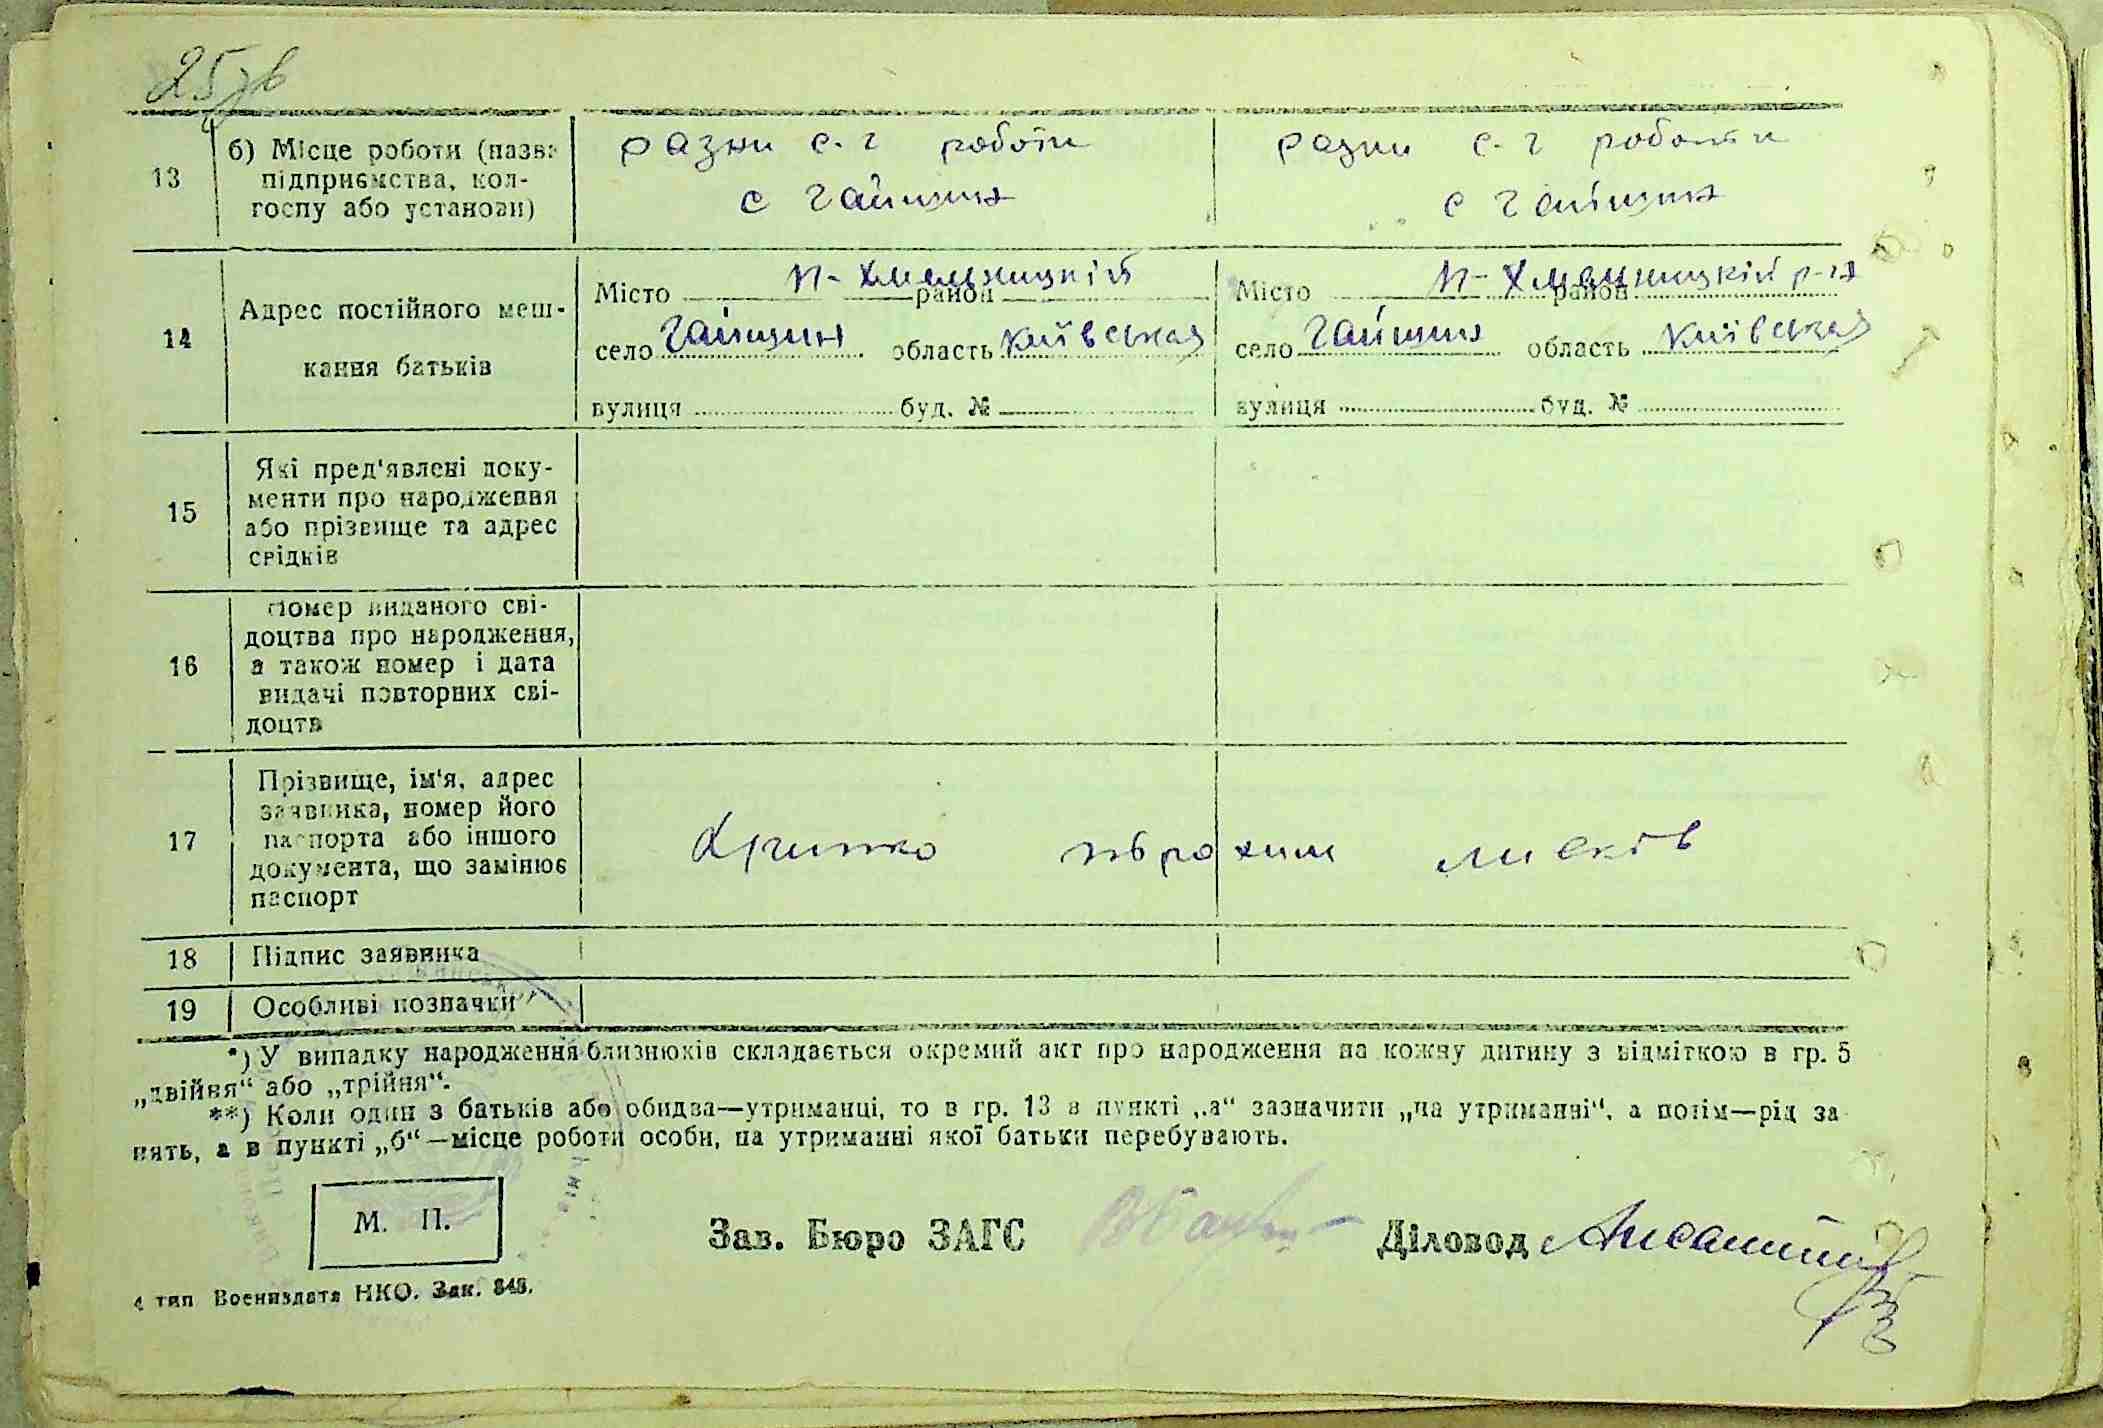 25зв
13
б) Місце роботи (назва
підприємства, кол-
госпу або установи)
разни с. г роботи
с Гайшин
разни с. г роботи
с Гайшин
14
Адрес постійного меш-
кання батьків
Місто П-Хмельницкій район
село Гайшин область Київська
вулиця буд. №
Місто П-Хмельницкій р-н район
село Гайшин область Київська
вулиця буд. №
15
Які пред'явлені доку-
менти про народження
або прізвище та адрес
свідків
16
Номер виданого сві-
доцтва про народження,
а також номер і дата
видачі повторних сві-
доцтв
17
Прізвище, ім'я, адрес
заявника, номер його
паспорта або іншого
документа, що замінює
паспорт
18 Підпис заявника
19 Особливі позначки
*) У випадку народження близнюків складається окремий акт про народження на кожну дитину з відміткою в гр. 5
„двійня“ або „трійня“.
**) Коли один з батьків або обидва—утриманці, то в гр. 13 в пункті „а“ зазначити „на утриманні“, а потім—рід за
нять, а в пункті „б“—місце роботи особи, на утриманні якої батьки перебувають.
М. П.
Зав. Бюро ЗАГС
Діловод
4 тип Воениздата НКО. Зак. 848.